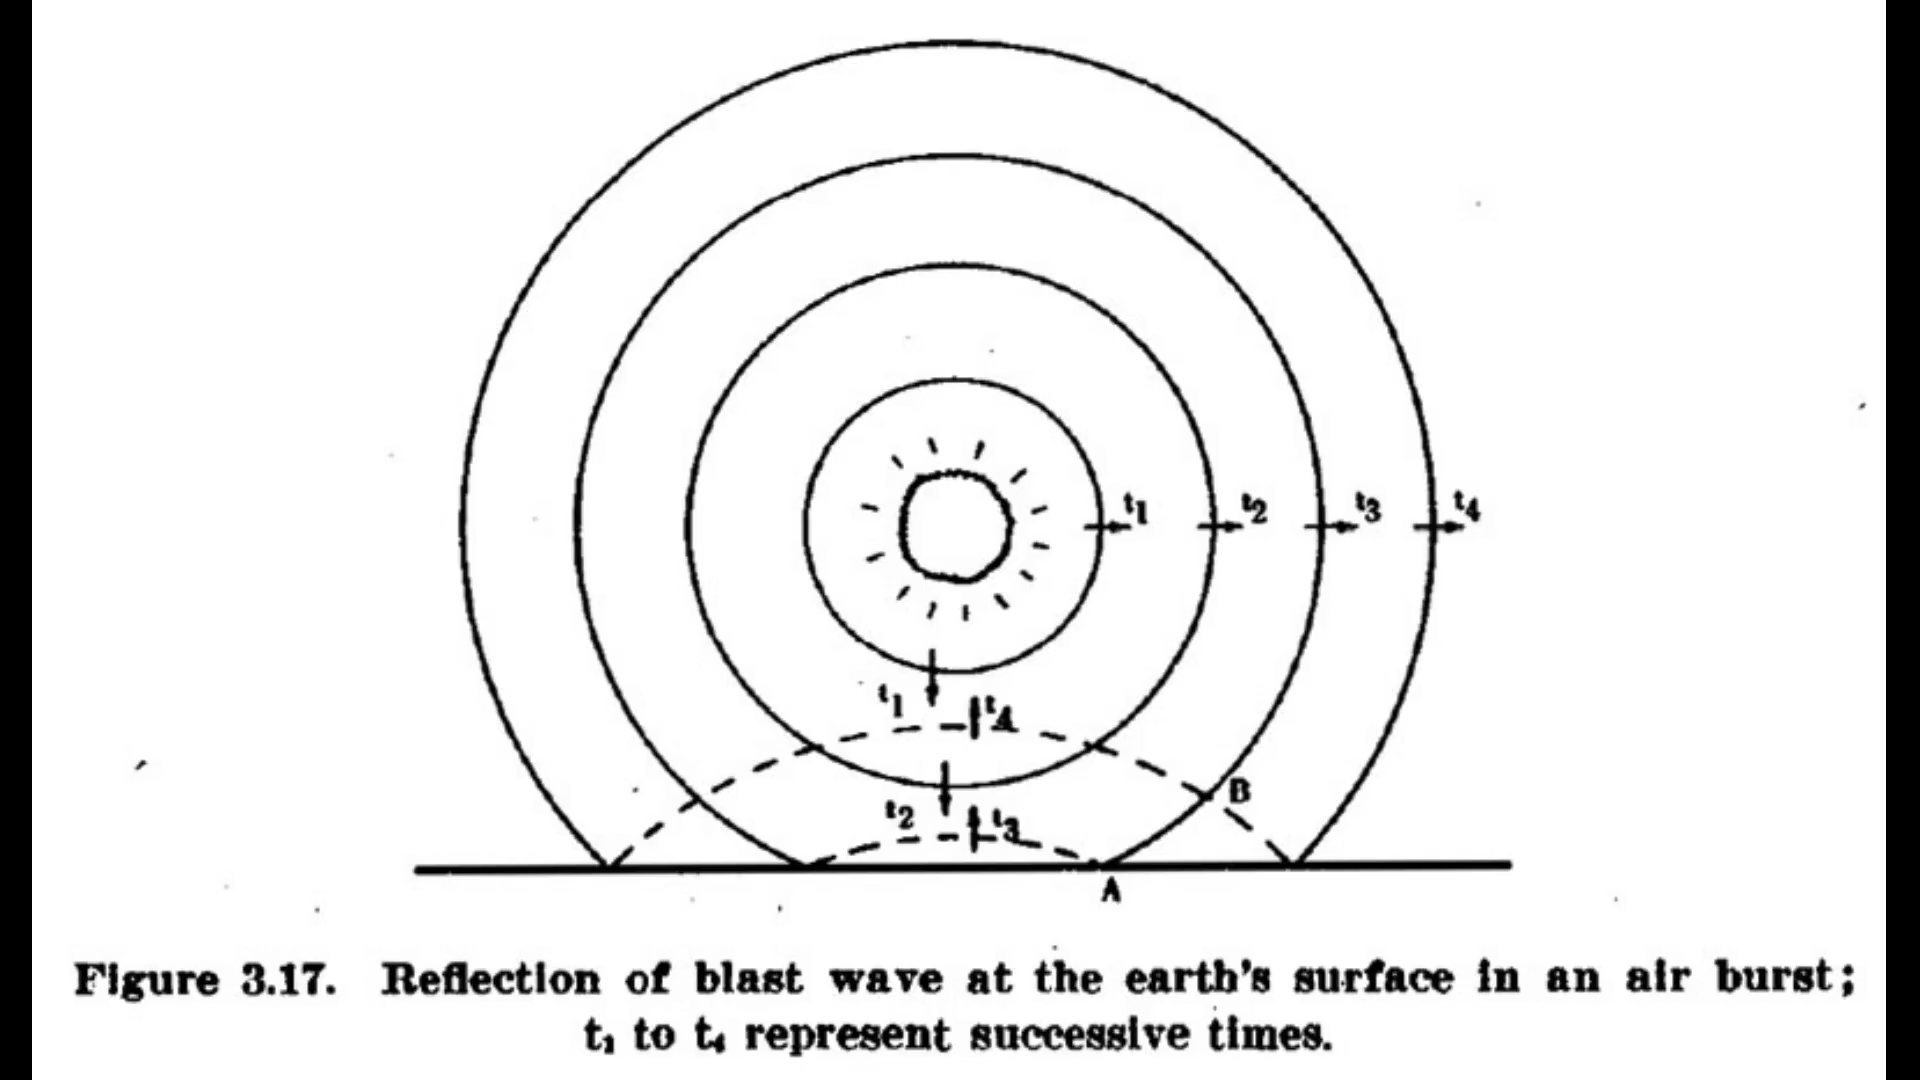 t1 t2 t3 t4
t1 t4
B
t2 t3
A
Figure 3.17. Reflection of blast wave at the earth's surface in an air burst;
t₁ to t₄ represent successive times.